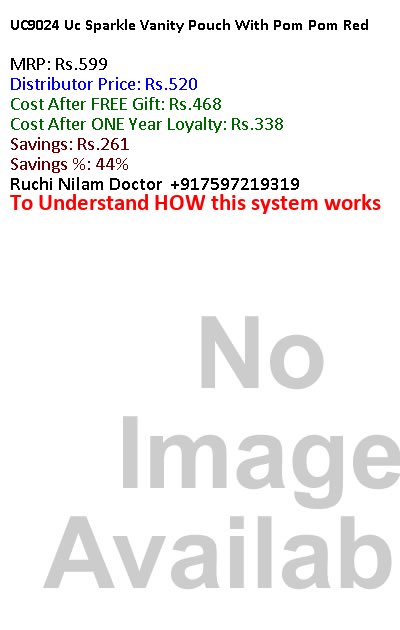 UC9024 Uc Sparkle Vanity Pouch With Pom Pom Red
MRP: Rs.599
Distributor Price: Rs.520
Cost After FREE Gift: Rs.468
Cost After ONE Year Loyalty: Rs.338
Savings: Rs.261
Savings %: 44%
Ruchi Nilam Doctor +917597219319
To Understand HOW this system works
No
Image
Availab